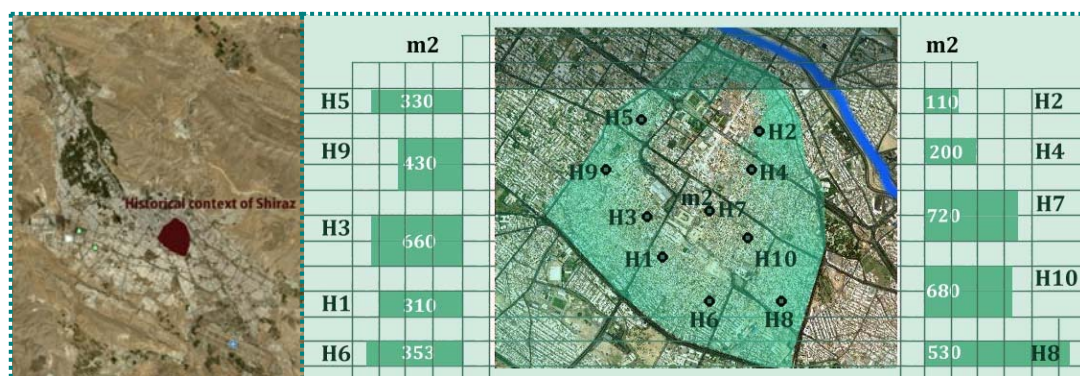 Historical context of Shiraz
m2
H5 330
H9 430
H3 660
H1 310
H6 353
H5
H2
H9
H4
m2
H3
H7
H1
H10
H6
H8
m2
110 H2
200 H4
720 H7
680 H10
530 H8